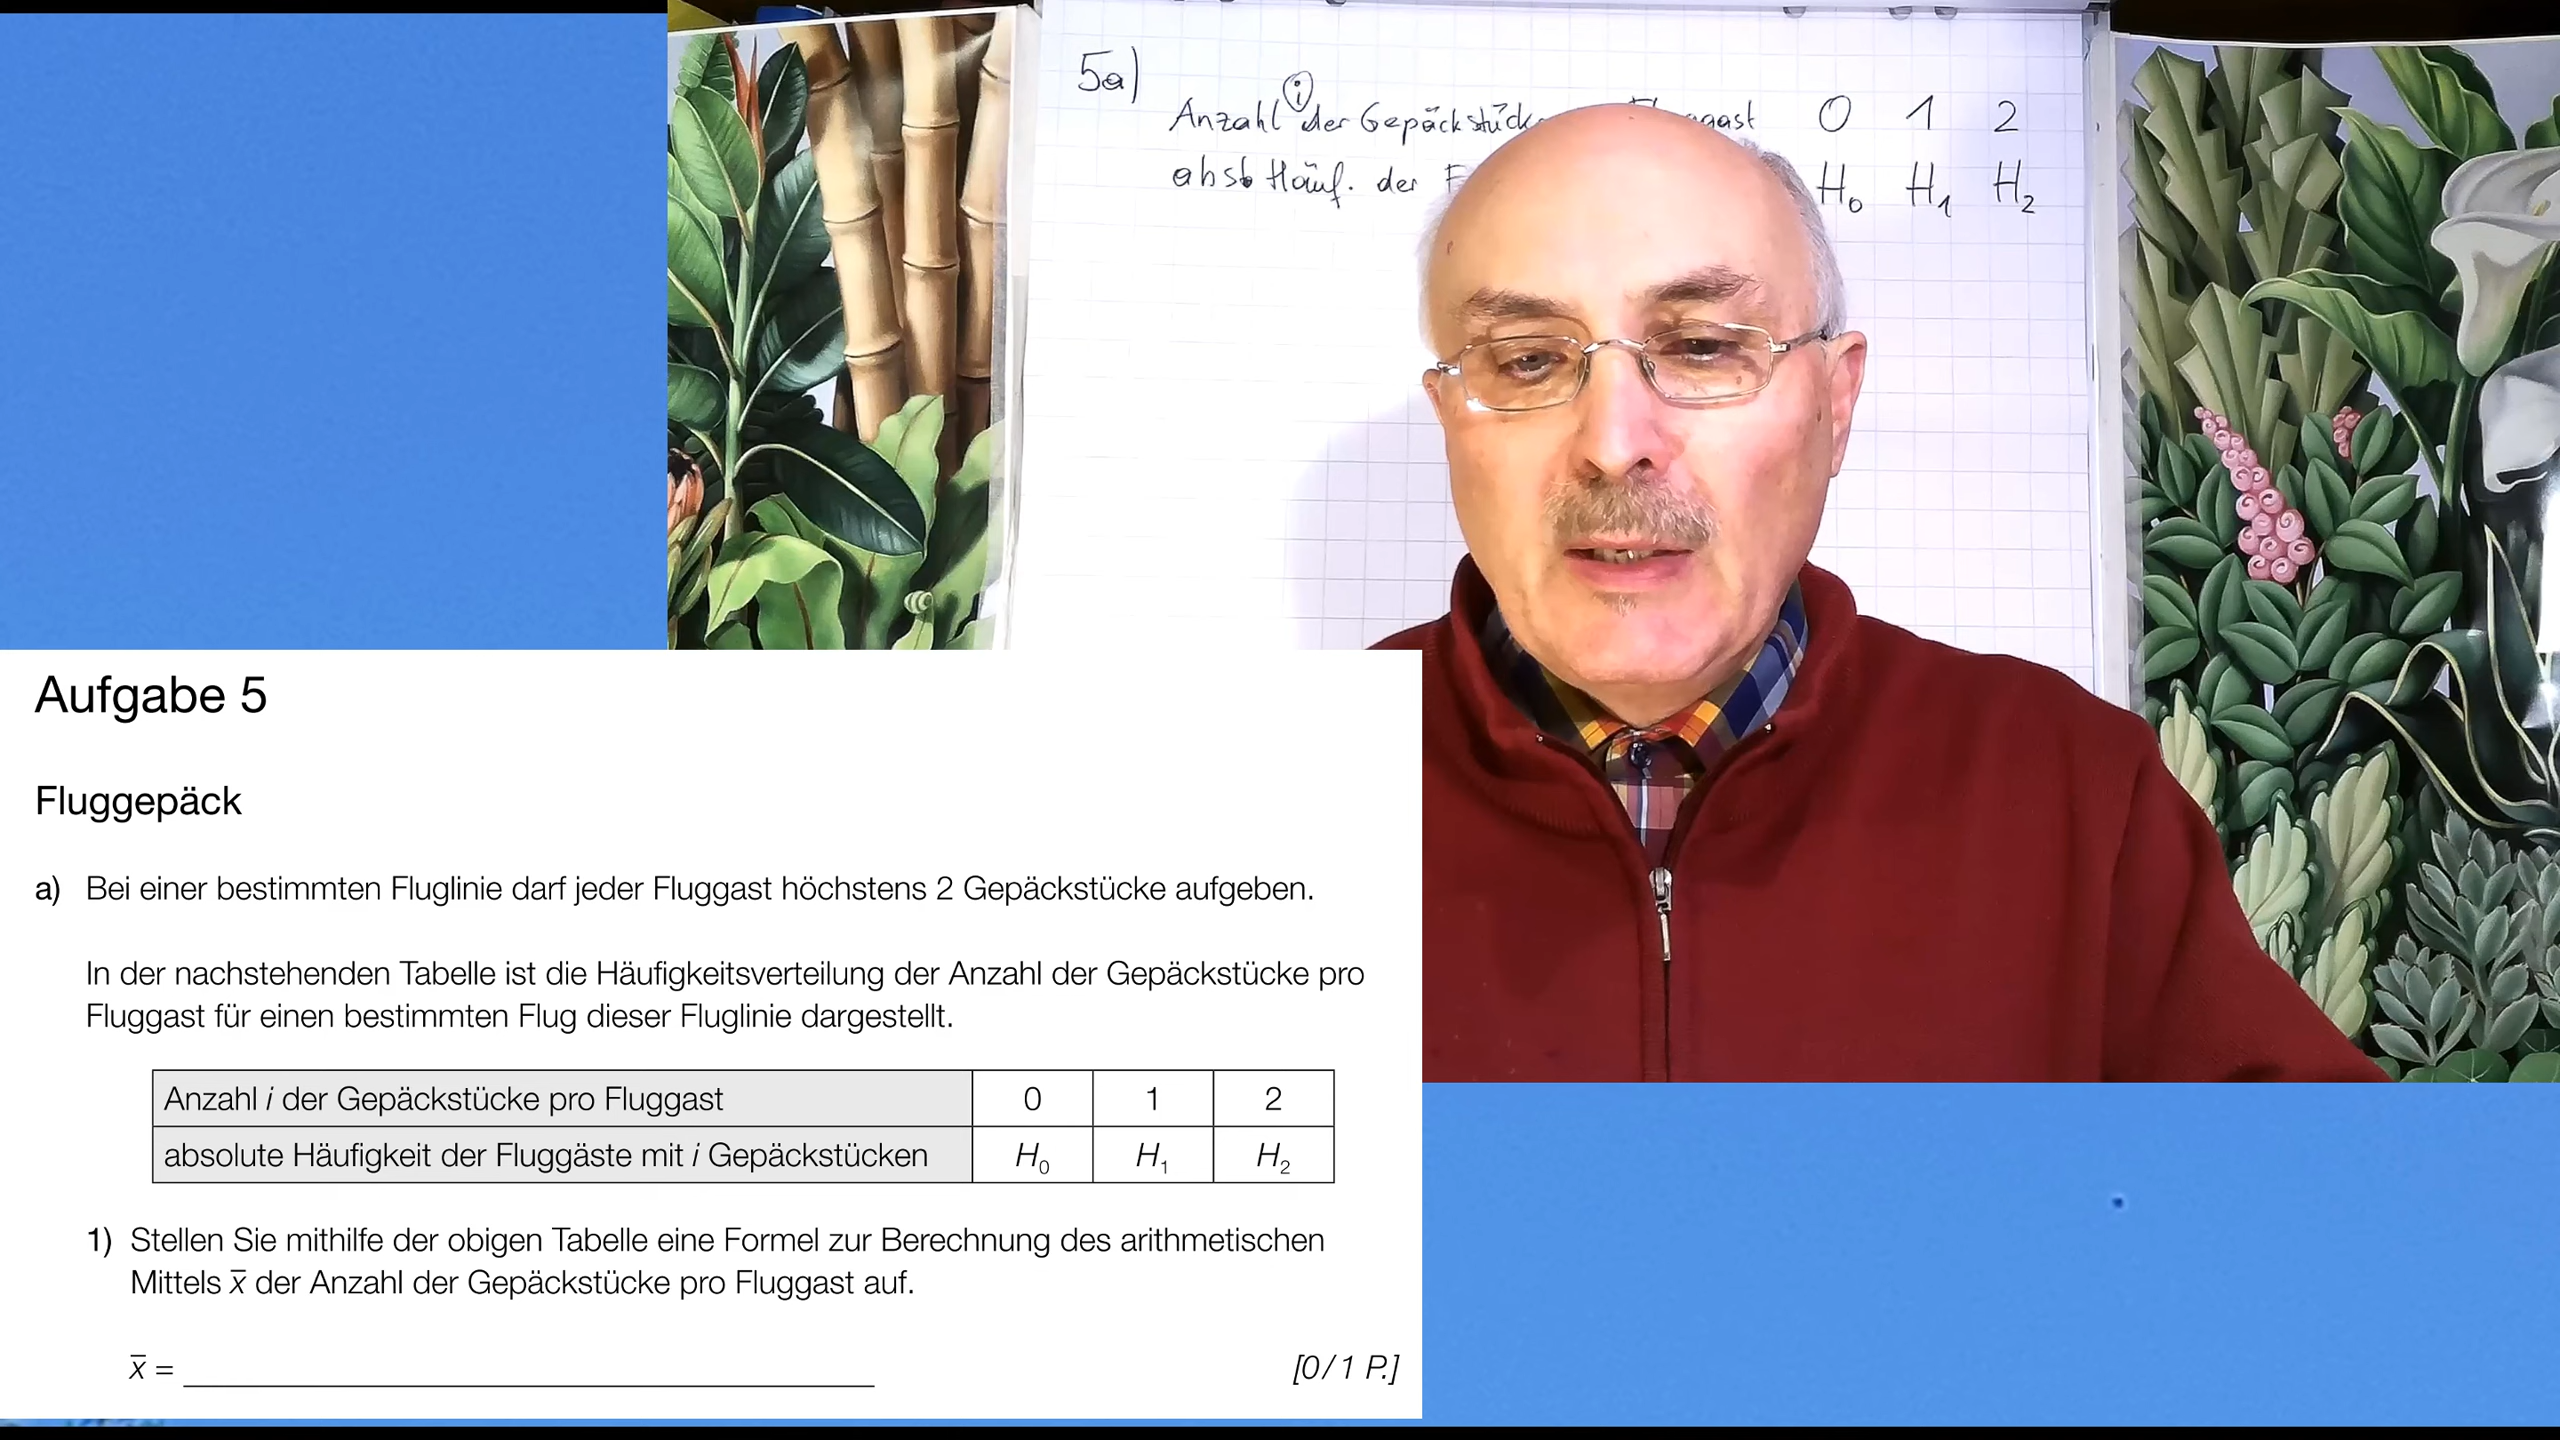 5a)
Anzahl i der Gepäckstück gast 0 1 2
abs. Häuf. der F H₀ H₁ H₂
Aufgabe 5
Fluggepäck
a) Bei einer bestimmten Fluglinie darf jeder Fluggast höchstens 2 Gepäckstücke aufgeben.
In der nachstehenden Tabelle ist die Häufigkeitsverteilung der Anzahl der Gepäckstücke pro
Fluggast für einen bestimmten Flug dieser Fluglinie dargestellt.
Anzahl i der Gepäckstücke pro Fluggast 0 1 2
absolute Häufigkeit der Fluggäste mit i Gepäckstücken H₀ H₁ H₂
1) Stellen Sie mithilfe der obigen Tabelle eine Formel zur Berechnung des arithmetischen
Mittels x̅ der Anzahl der Gepäckstücke pro Fluggast auf.
x̅ = [0/1 P.]